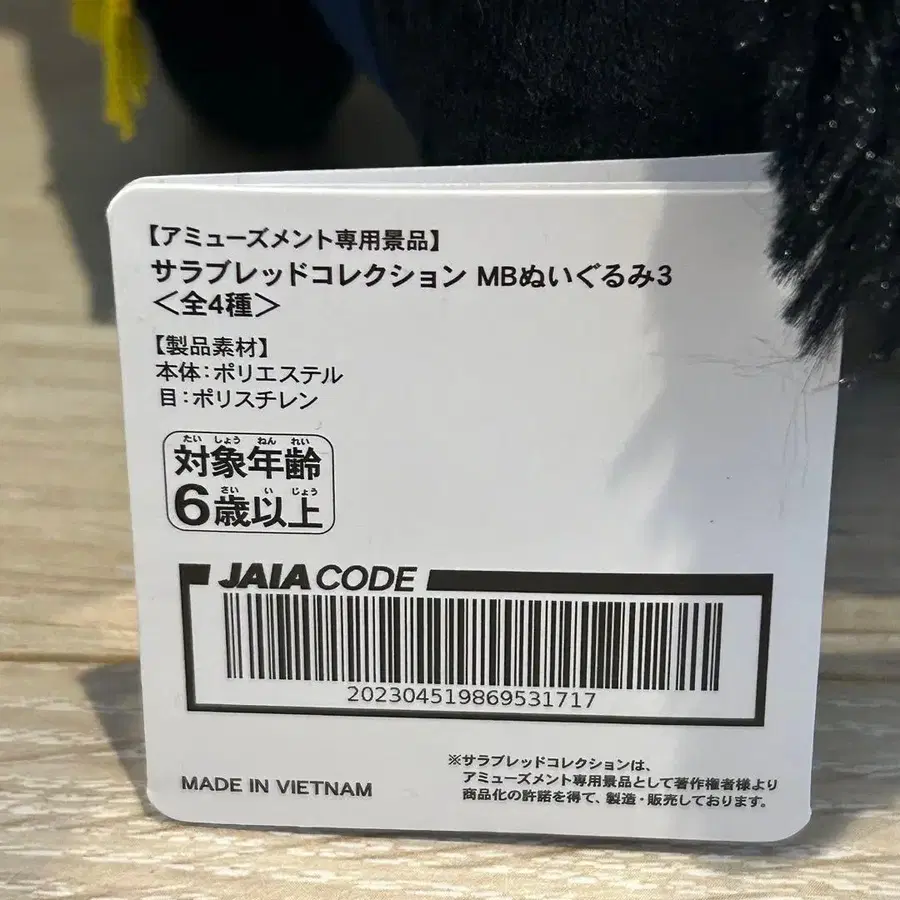 【アミューズメント専用景品】
サラブレッドコレクション MBぬいぐるみ3
＜全4種＞
【製品素材】
本体：ポリエステル
目：ポリスチレン
たい しょう ねん れい
対象年齢
さい い じょう
6歳以上
JAIA CODE
202304519869531717
MADE IN VIETNAM
※サラブレッドコレクションは、
アミューズメント専用景品として著作権者様より
商品化の許諾を得て、製造・販売しております。